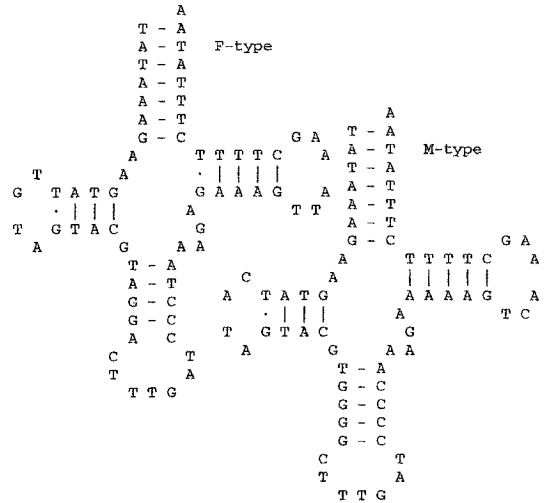 A
T - A
A - T F-type
T - A
A - T
A - T
A - T
G - C
G A
A T T T T C A
T A · | | | |
G T A T G G A A A G A
· | | | A T T
T T G A C G
A G A A
T - A
A - T
G - C
G - C
A - C
C T
T A
T T T G
A
T - A
A - T M-type
T - A
A - T
A - T
A - T
G - C
G A
A T T T T C A
C A | | | | | A
A T A T G A A A A G C
· | | | A T T
T T G A C G
A G A A
T - A
G - C
G - C
G - C
G - C
C T
T A
T T T G